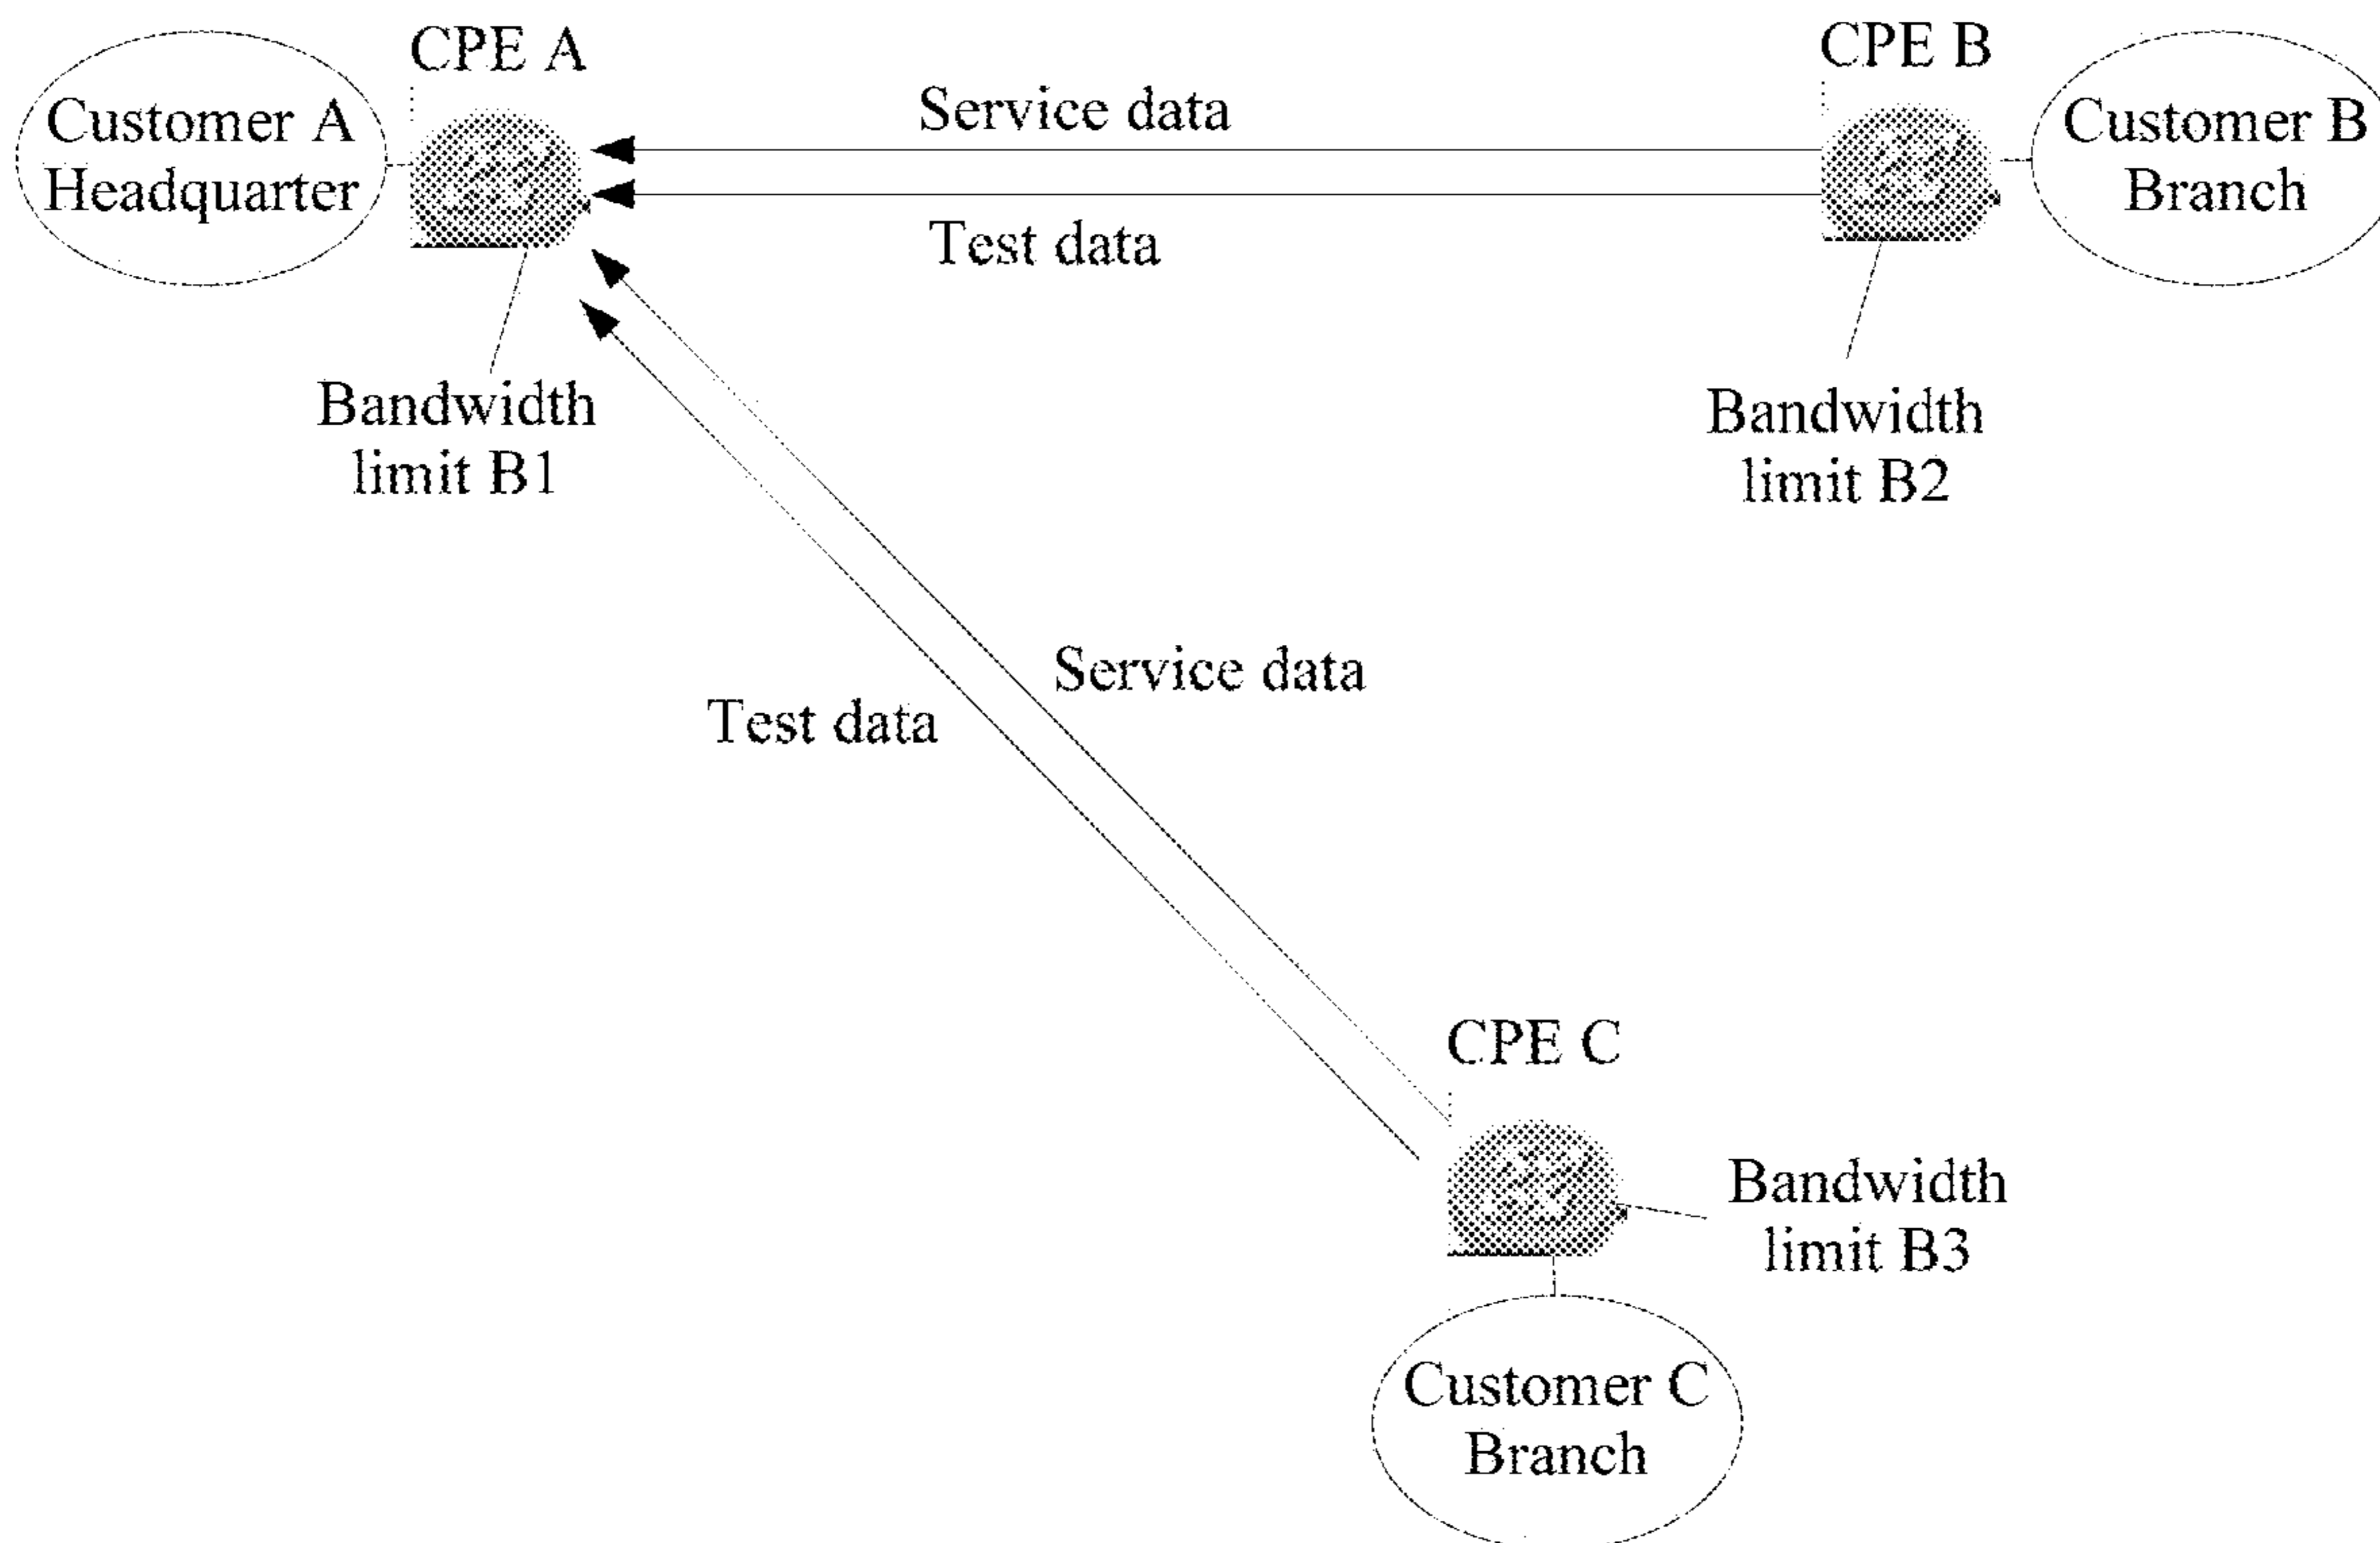 CPE A
CPE B
Customer A
Headquarter
Service data
Customer B
Branch
Test data
Bandwidth
limit B1
Bandwidth
limit B2
Service data
Test data
CPE C
Bandwidth
limit B3
Customer C
Branch